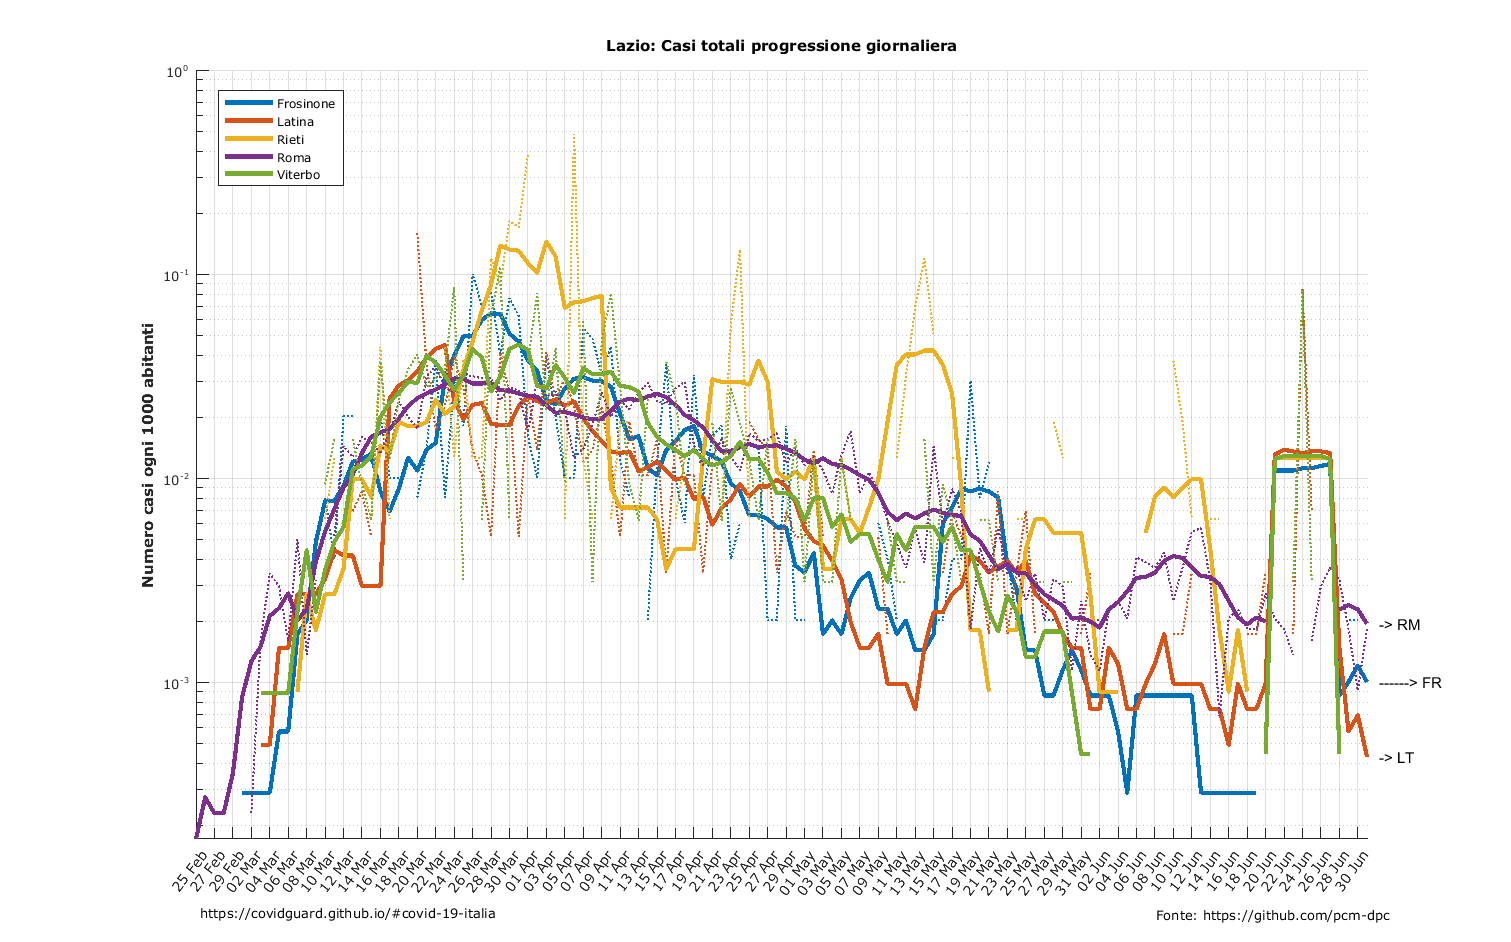 Lazio: Casi totali progressione giornaliera
Numero casi ogni 1000 abitanti
10⁰
10⁻¹
10⁻²
10⁻³
Frosinone
Latina
Rieti
Roma
Viterbo
-> RM
------> FR
-> LT
25 Feb
27 Feb
29 Feb
02 Mar
04 Mar
06 Mar
08 Mar
10 Mar
12 Mar
14 Mar
16 Mar
18 Mar
20 Mar
22 Mar
24 Mar
26 Mar
28 Mar
30 Mar
01 Apr
03 Apr
05 Apr
07 Apr
09 Apr
11 Apr
13 Apr
15 Apr
17 Apr
19 Apr
21 Apr
23 Apr
25 Apr
27 Apr
29 Apr
01 May
03 May
05 May
07 May
09 May
11 May
13 May
15 May
17 May
19 May
21 May
23 May
25 May
27 May
29 May
31 May
02 Jun
04 Jun
06 Jun
08 Jun
10 Jun
12 Jun
14 Jun
16 Jun
18 Jun
20 Jun
22 Jun
24 Jun
26 Jun
28 Jun
30 Jun
https://covidguard.github.io/#covid-19-italia
Fonte: https://github.com/pcm-dpc